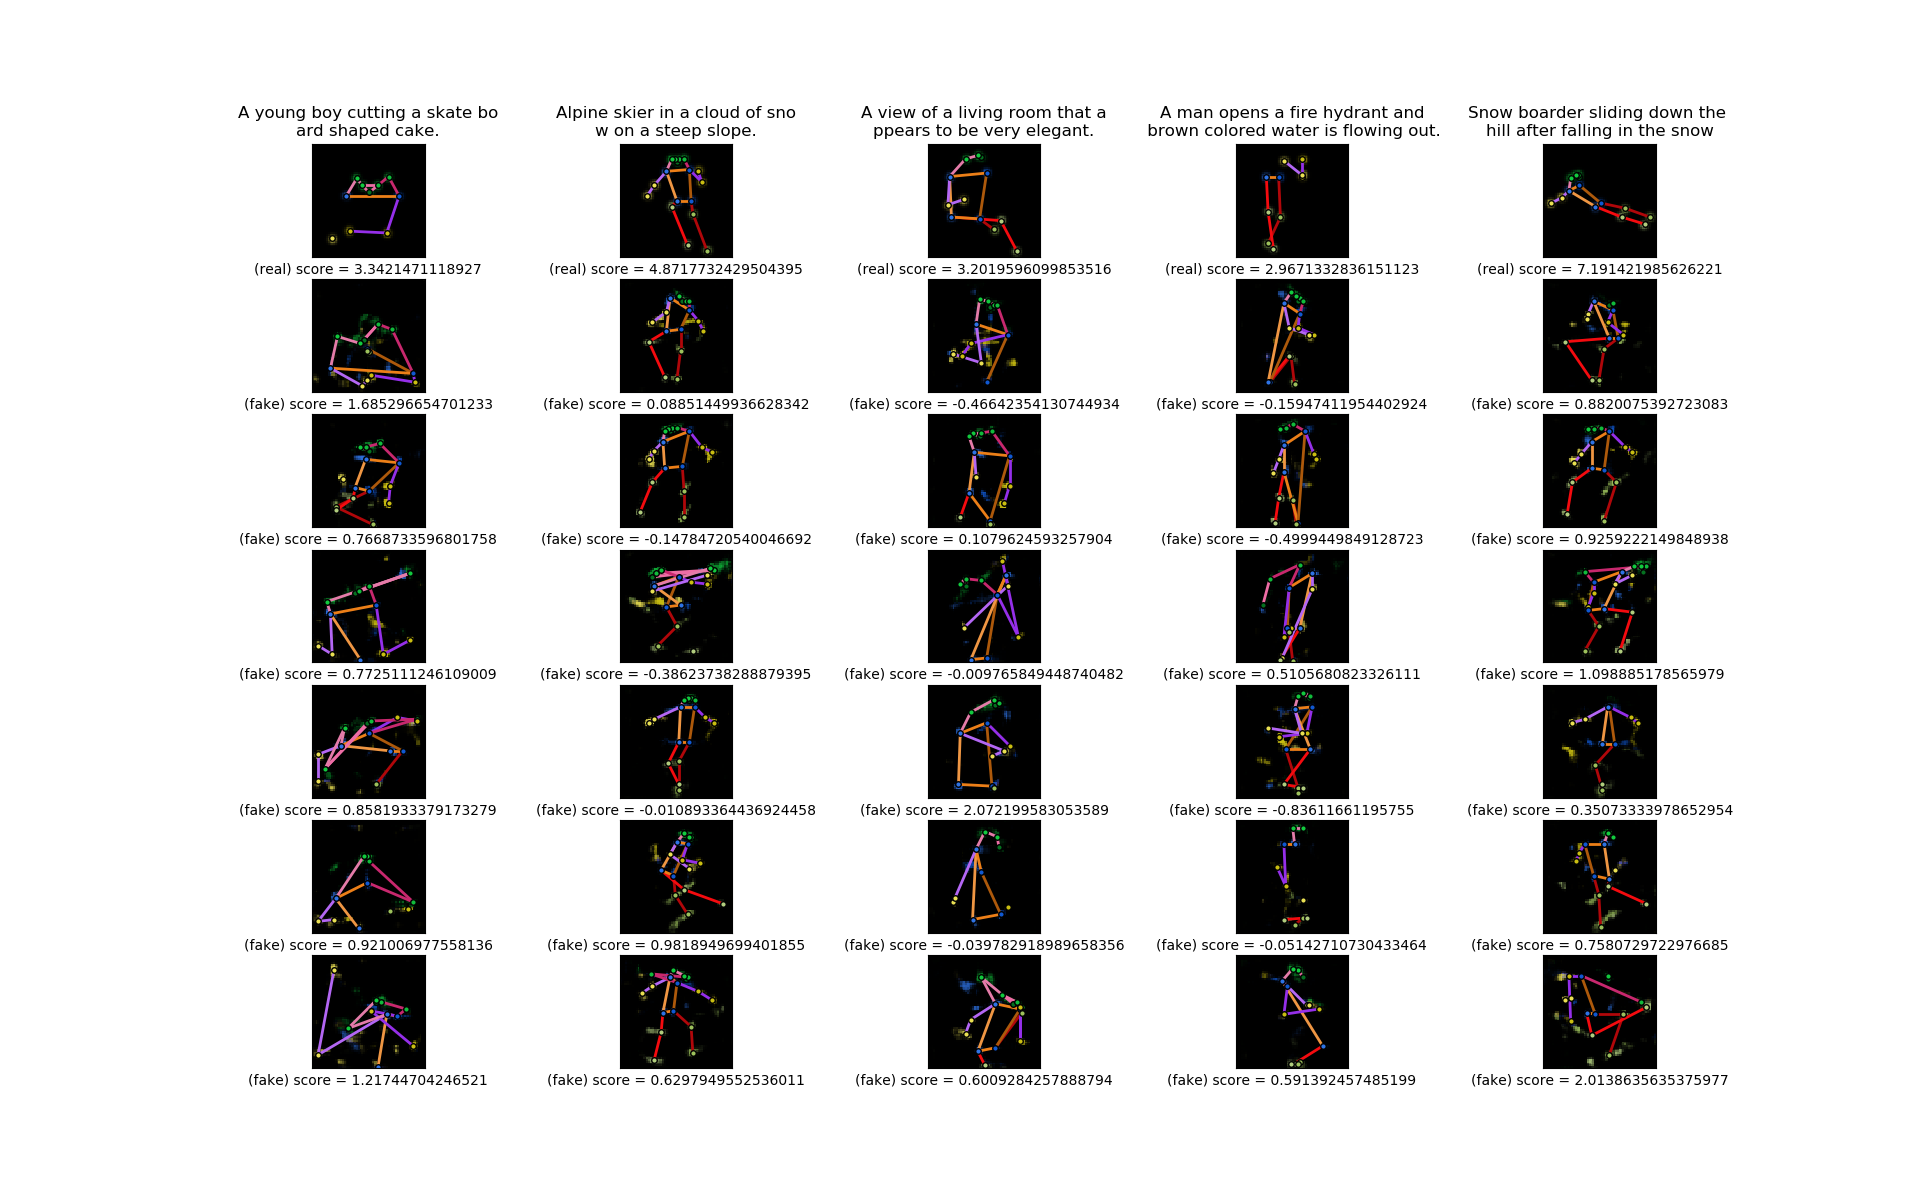 A young boy cutting a skate bo
ard shaped cake.
Alpine skier in a cloud of sno
w on a steep slope.
A view of a living room that a
ppears to be very elegant.
A man opens a fire hydrant and
brown colored water is flowing out.
Snow boarder sliding down the
hill after falling in the snow
(real) score = 3.3421471118927
(real) score = 4.8717732429504395
(real) score = 3.2019596099853516
(real) score = 2.9671332836151123
(real) score = 7.191421985626221
(fake) score = 1.685296654701233
(fake) score = 0.08851449936628342
(fake) score = -0.46642354130744934
(fake) score = -0.15947411954402924
(fake) score = 0.8820075392723083
(fake) score = 0.7668733596801758
(fake) score = -0.14784720540046692
(fake) score = 0.1079624593257904
(fake) score = -0.4999449849128723
(fake) score = 0.9259222149848938
(fake) score = 0.7725111246109009
(fake) score = -0.38623738288879395
(fake) score = -0.009765849448740482
(fake) score = 0.5105680823326111
(fake) score = 1.098885178565979
(fake) score = 0.8581933379173279
(fake) score = -0.010893364436924458
(fake) score = 2.072199583053589
(fake) score = -0.83611661195755
(fake) score = 0.35073333978652954
(fake) score = 0.921006977558136
(fake) score = 0.9818949699401855
(fake) score = -0.039782918989658356
(fake) score = -0.05142710730433464
(fake) score = 0.7580729722976685
(fake) score = 1.21744704246521
(fake) score = 0.6297949552536011
(fake) score = 0.6009284257888794
(fake) score = 0.591392457485199
(fake) score = 2.0138635635375977